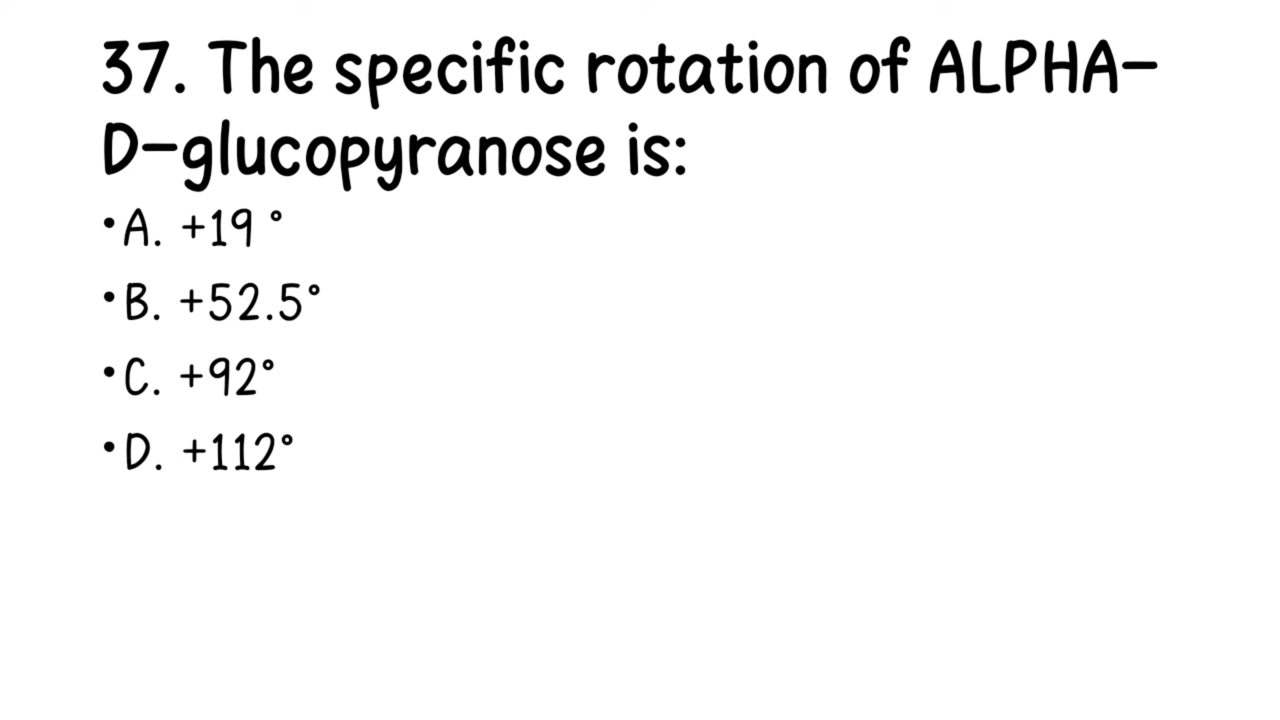 37. The specific rotation of ALPHA-
D-glucopyranose is:
•A. +19 °
•B. +52.5°
•C. +92°
•D. +112°